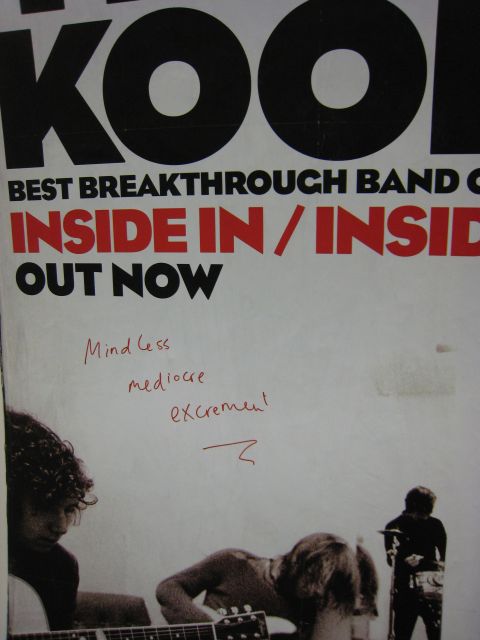 KOO
BEST BREAKTHROUGH BAND
INSIDE IN / INSID
OUT NOW
Mindless
mediocre
excrement